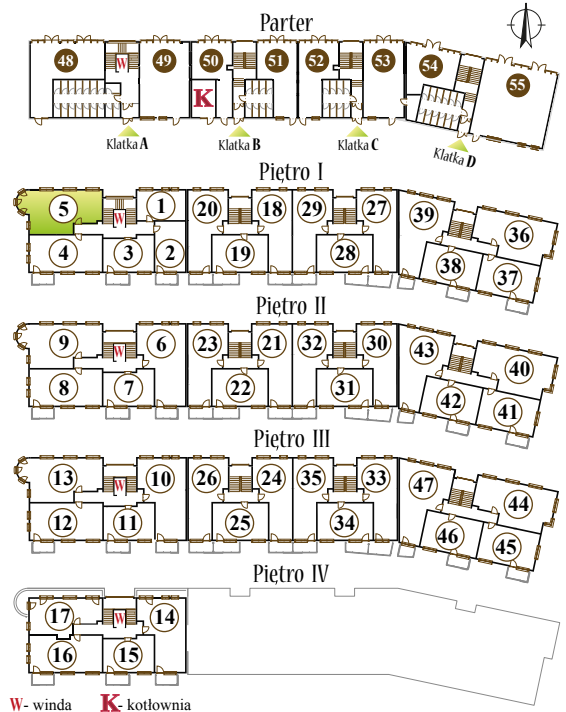 Parter
48 W 49 50 51 52 53 54 55
K
Klatka A Klatka B Klatka C Klatka D
Piętro I
5 1 20 18 29 27 39 36
W
4 3 2 19 28 38 37
Piętro II
9 6 23 21 32 30 43 40
W
8 7 22 31 42 41
Piętro III
13 10 26 24 35 33 47 44
W
12 11 25 34 46 45
Piętro IV
17 W 14
16 15
W- winda K- kotłownia